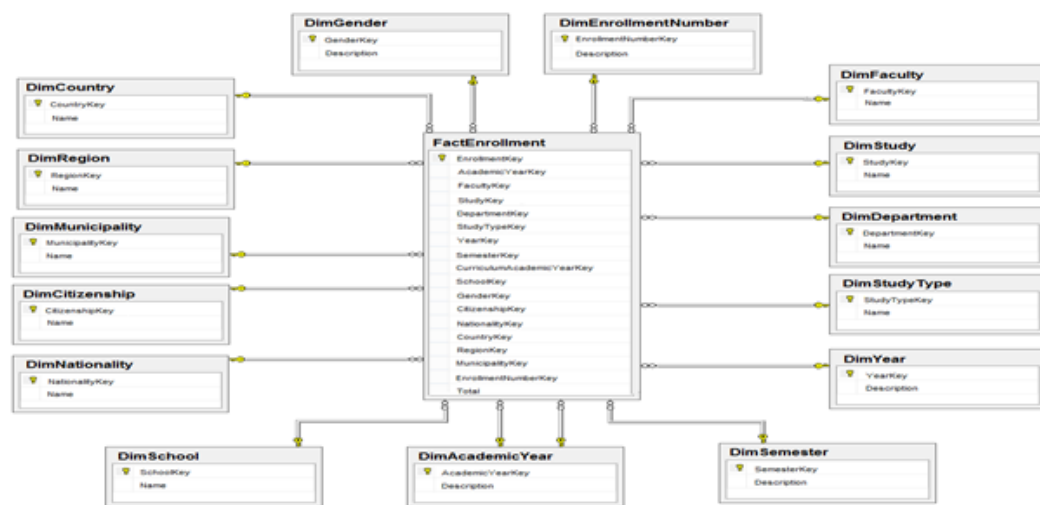 DimGender
GenderKey
Description
DimEnrollmentNumber
EnrollmentNumberKey
Description
DimCountry
CountryKey
Name
DimRegion
RegionKey
Name
DimMunicipality
MunicipalityKey
Name
DimCitizenship
CitizenshipKey
Name
DimNationality
NationalityKey
Name
FactEnrollment
EnrollmentKey
AcademicYearKey
FacultyKey
StudyKey
DepartmentKey
StudyTypeKey
YearKey
SemesterKey
CurriculumAcademicYearKey
SchoolKey
GenderKey
CitizenshipKey
NationalityKey
CountryKey
RegionKey
MunicipalityKey
EnrollmentNumberKey
Total
DimFaculty
FacultyKey
Name
DimStudy
StudyKey
Name
DimDepartment
DepartmentKey
Name
DimStudyType
StudyTypeKey
Name
DimYear
YearKey
Description
DimSchool
SchoolKey
Name
DimAcademicYear
AcademicYearKey
Description
DimSemester
SemesterKey
Description